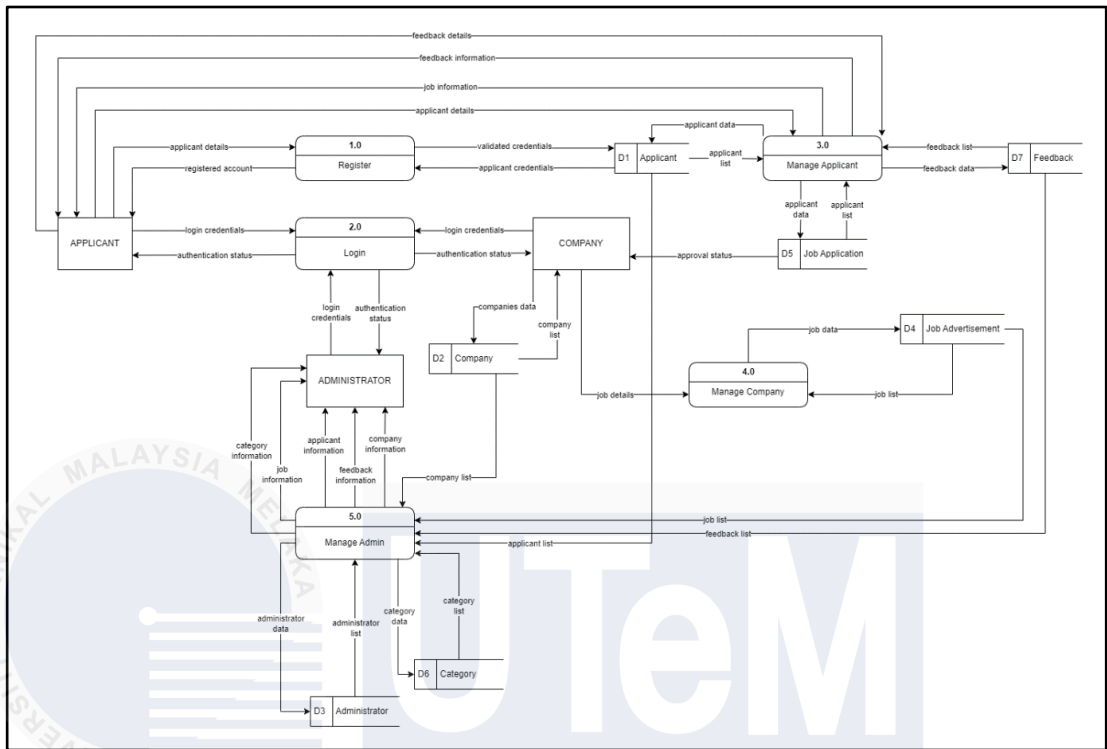 feedback details
feedback information
job information
applicant details
applicant data
1.0
Register
applicant details
registered account
validated credentials
applicant credentials
D1 Applicant
applicant
list
3.0
Manage Applicant
feedback list
feedback data
D7 Feedback
applicant
data
applicant
list
APPLICANT
login credentials
authentication status
2.0
Login
login credentials
authentication status
COMPANY
approval status
D5 Job Application
login
credentials
authentication
status
companies data
company
list
D2 Company
job data
D4 Job Advertisement
4.0
Manage Company
job details
job list
ADMINISTRATOR
category
information
job
information
applicant
information
feedback
information
company
information
company list
5.0
Manage Admin
job list
feedback list
applicant list
administrator
data
administrator
list
category
data
category
list
D6 Category
D3 Administrator
MALAYSIA
UTeM